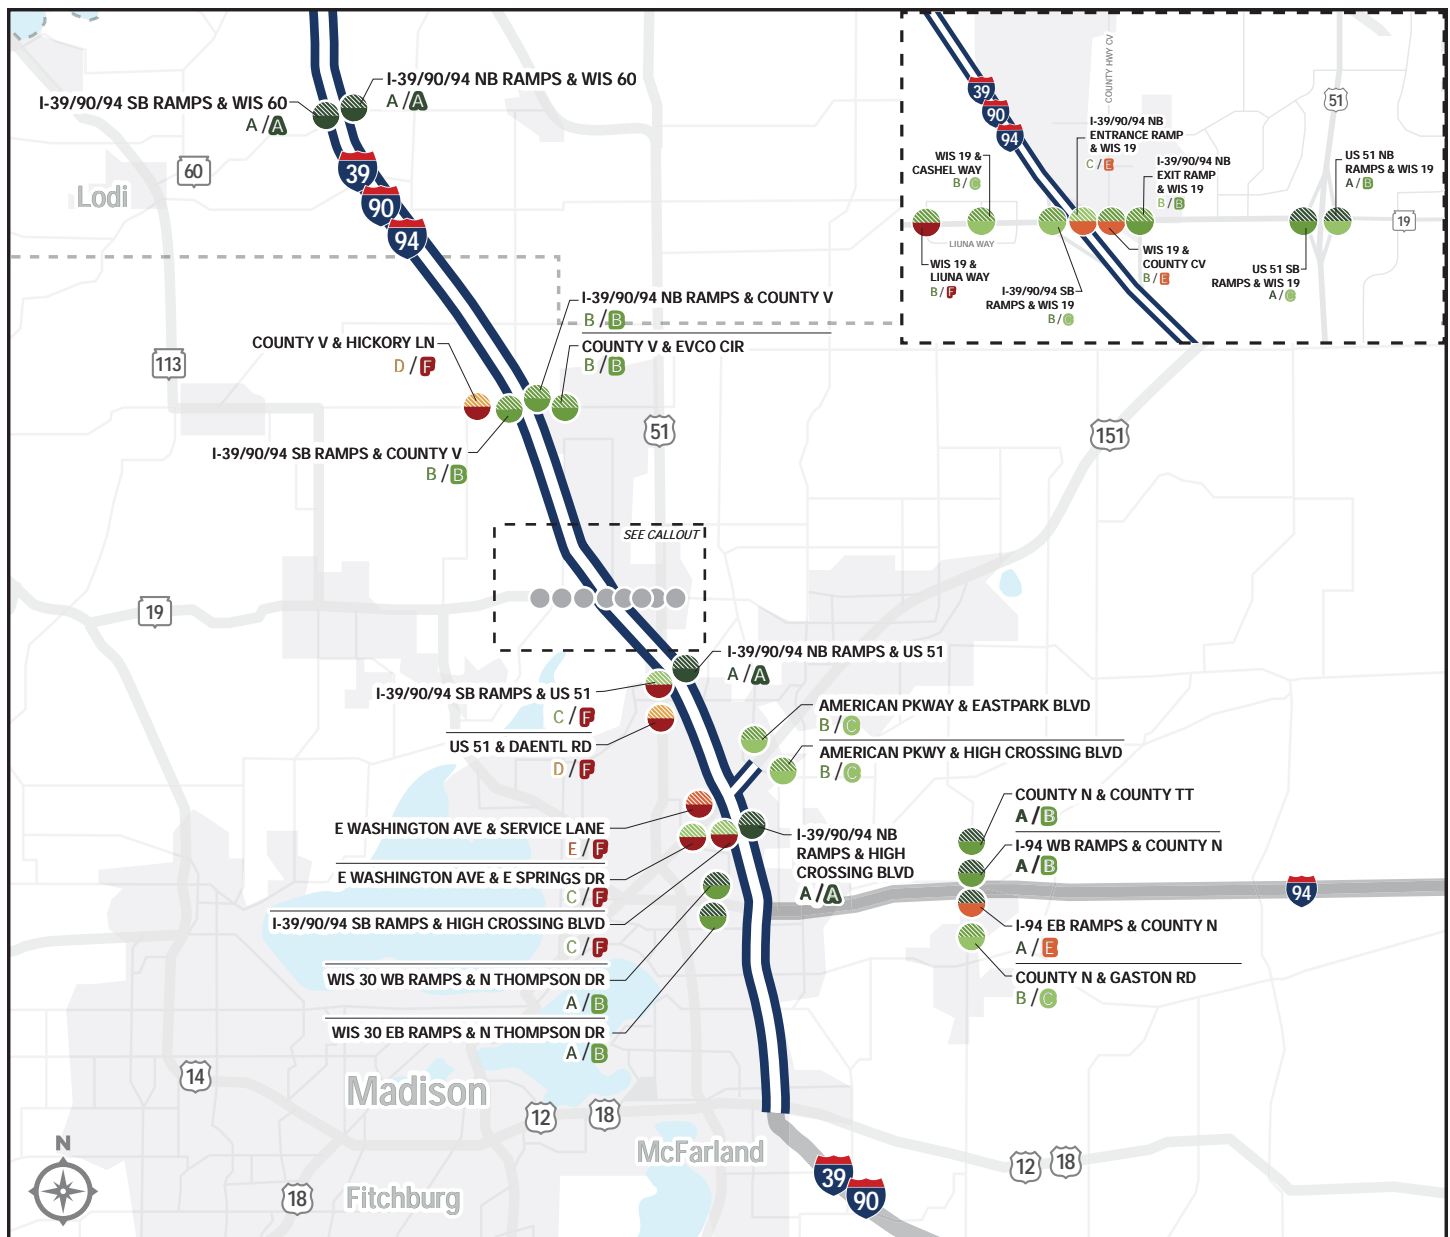 I-39/90/94 NB RAMPS & WIS 60
A / A
I-39/90/94 SB RAMPS & WIS 60
A / A
60
Lodi
39
90
94
113
I-39/90/94 NB RAMPS & COUNTY V
B / B
COUNTY V & HICKORY LN
D / F
COUNTY V & EVCO CIR
B / B
I-39/90/94 SB RAMPS & COUNTY V
B / B
51
151
SEE CALLOUT
19
39
90
94
COUNTY HWY CV
51
I-39/90/94 NB
ENTRANCE RAMP
& WIS 19
C / E
WIS 19 &
CASHEL WAY
B / C
I-39/90/94 NB
EXIT RAMP
& WIS 19
B / B
US 51 NB
RAMPS & WIS 19
A / B
19
LIUNA WAY
WIS 19 &
LIUNA WAY
B / F
I-39/90/94 SB
RAMPS & WIS 19
B / C
WIS 19 &
COUNTY CV
B / E
US 51 SB
RAMPS & WIS 19
A / C
I-39/90/94 NB RAMPS & US 51
A / A
I-39/90/94 SB RAMPS & US 51
C / F
US 51 & DAENTL RD
D / F
AMERICAN PKWAY & EASTPARK BLVD
B / C
AMERICAN PKWY & HIGH CROSSING BLVD
B / C
E WASHINGTON AVE & SERVICE LANE
E / F
E WASHINGTON AVE & E SPRINGS DR
C / F
I-39/90/94 SB RAMPS & HIGH CROSSING BLVD
C / F
WIS 30 WB RAMPS & N THOMPSON DR
A / B
WIS 30 EB RAMPS & N THOMPSON DR
A / B
I-39/90/94 NB
RAMPS & HIGH
CROSSING BLVD
A / A
COUNTY N & COUNTY TT
A / B
I-94 WB RAMPS & COUNTY N
A / B
94
I-94 EB RAMPS & COUNTY N
A / E
COUNTY N & GASTON RD
B / C
14
Madison
12
18
McFarland
12
18
39
90
N
18
Fitchburg